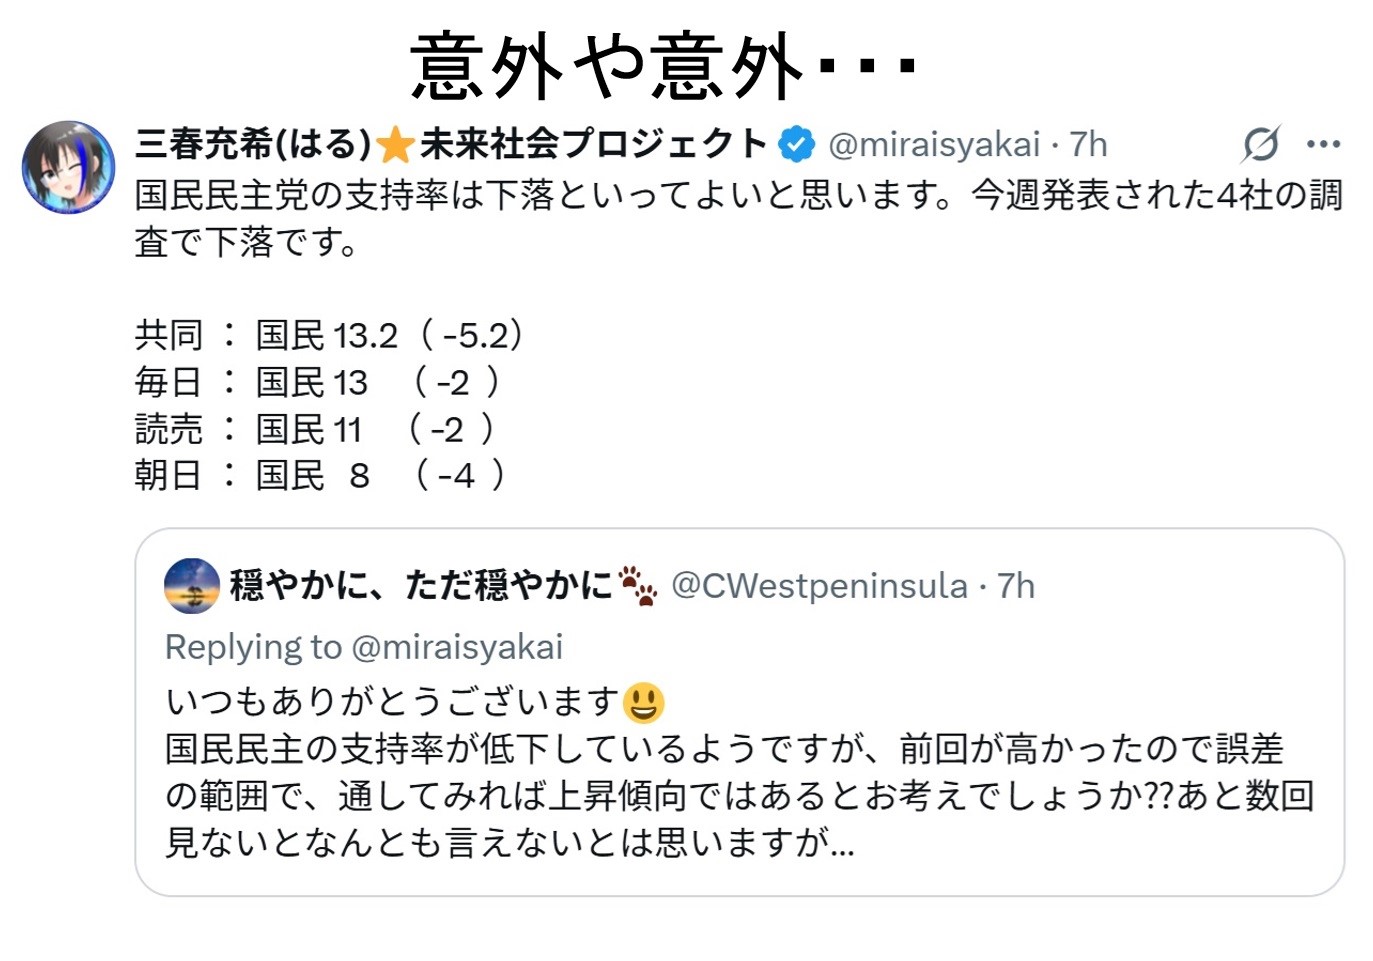 意外や意外・・・
三春充希(はる)⭐未来社会プロジェクト @miraisyakai · 7h
国民民主党の支持率は下落といってよいと思います。今週発表された4社の調
査で下落です。
共同 ： 国民 13.2（ -5.2）
毎日 ： 国民 13 （ -2 ）
読売 ： 国民 11 （ -2 ）
朝日 ： 国民 8 （ -4 ）
穏やかに、ただ穏やかに🐾 @CWestpeninsula · 7h
Replying to @miraisyakai
いつもありがとうございます😃
国民民主の支持率が低下しているようですが、前回が高かったので誤差
の範囲で、通してみれば上昇傾向ではあるとお考えでしょうか??あと数回
見ないとなんとも言えないとは思いますが...